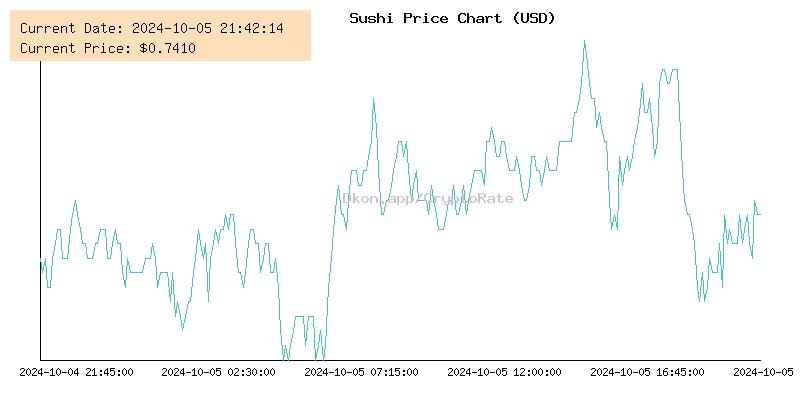 Sushi Price Chart (USD)
Current Date: 2024-10-05 21:42:14
Current Price: $0.7410
Dkon.app/CryptoRate
2024-10-04 21:45:00 2024-10-05 02:30:00 2024-10-05 07:15:00 2024-10-05 12:00:00 2024-10-05 16:45:00 2024-10-05